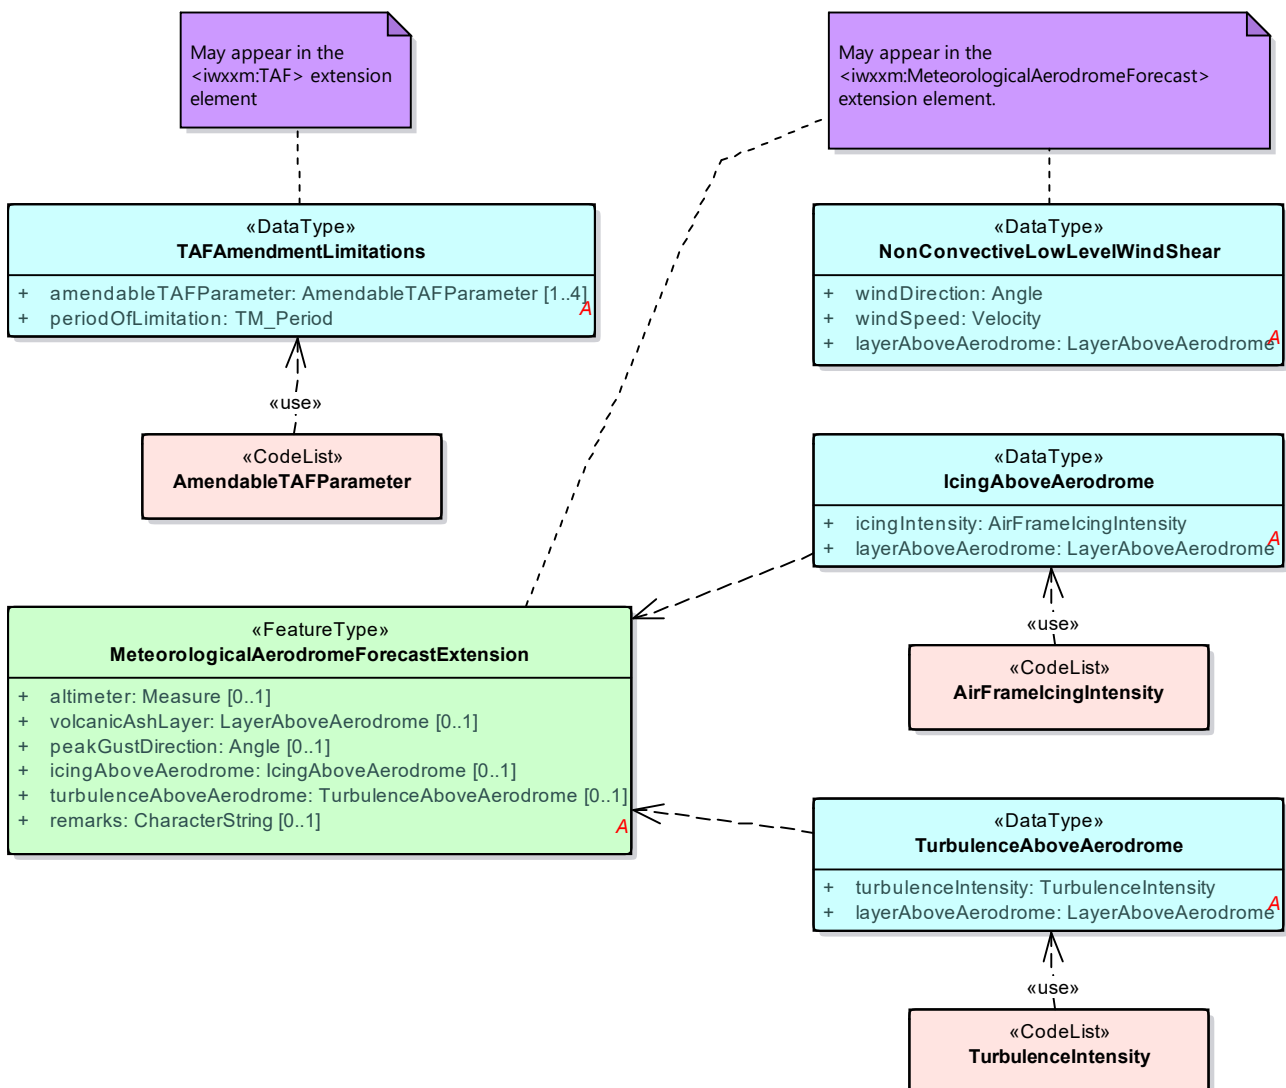 May appear in the
<iwxxm:TAF> extension
element
May appear in the
<iwxxm:MeteorologicalAerodromeForecast>
extension element.
«DataType»
TAFAmendmentLimitations
+ amendableTAFParameter: AmendableTAFParameter [1..4]
+ periodOfLimitation: TM_Period
A
«DataType»
NonConvectiveLowLevelWindShear
+ windDirection: Angle
+ windSpeed: Velocity
+ layerAboveAerodrome: LayerAboveAerodrome
A
«use»
«CodeList»
AmendableTAFParameter
«DataType»
IcingAboveAerodrome
+ icingIntensity: AirFrameIcingIntensity
+ layerAboveAerodrome: LayerAboveAerodrome
A
«use»
«CodeList»
AirFrameIcingIntensity
«FeatureType»
MeteorologicalAerodromeForecastExtension
+ altimeter: Measure [0..1]
+ volcanicAshLayer: LayerAboveAerodrome [0..1]
+ peakGustDirection: Angle [0..1]
+ icingAboveAerodrome: IcingAboveAerodrome [0..1]
+ turbulenceAboveAerodrome: TurbulenceAboveAerodrome [0..1]
+ remarks: CharacterString [0..1]
A
«DataType»
TurbulenceAboveAerodrome
+ turbulenceIntensity: TurbulenceIntensity
+ layerAboveAerodrome: LayerAboveAerodrome
A
«use»
«CodeList»
TurbulenceIntensity